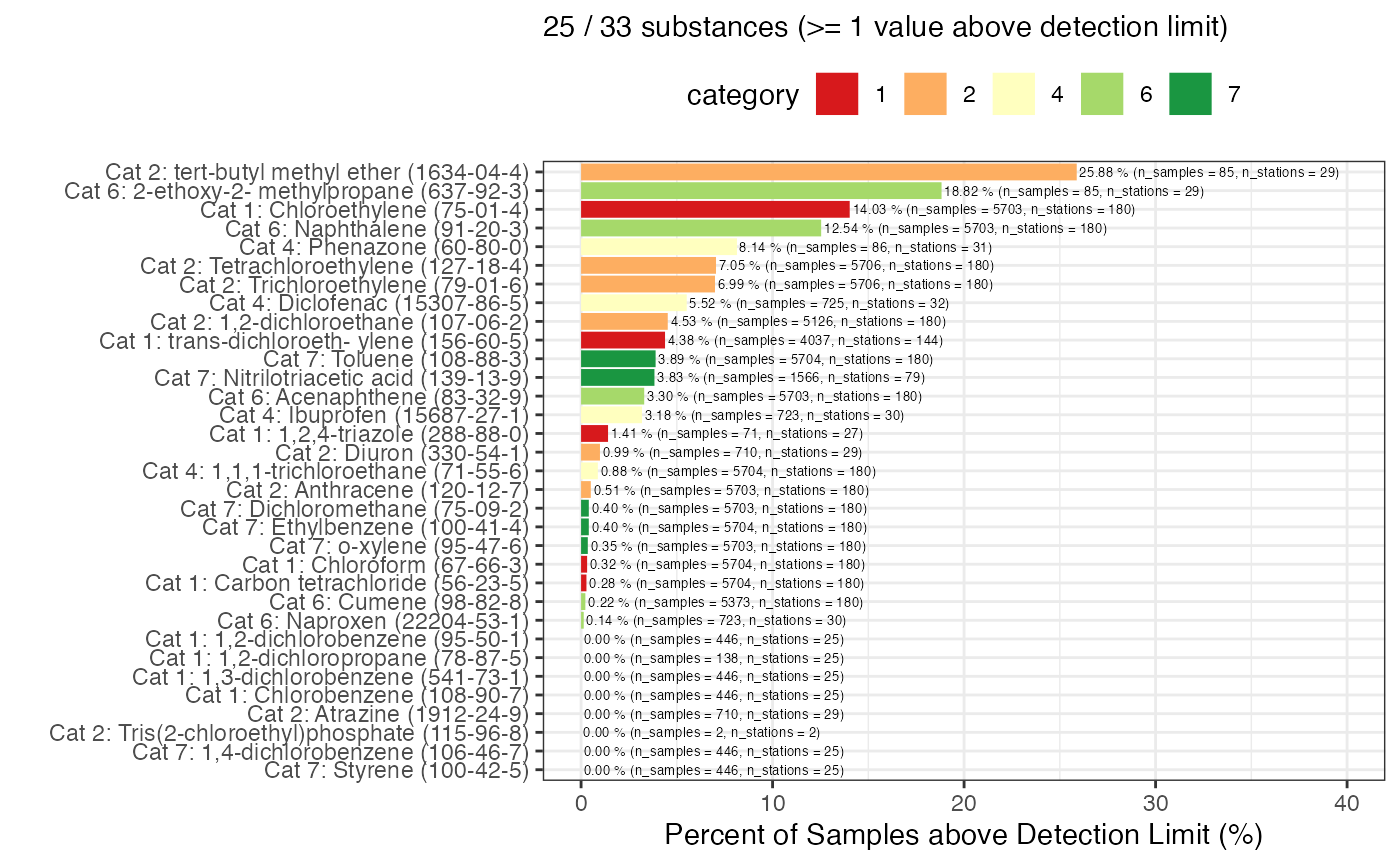 25 / 33 substances (>= 1 value above detection limit)
category 1 2 4 6 7
Cat 2: tert-butyl methyl ether (1634-04-4) 25.88 % (n_samples = 85, n_stations = 29)
Cat 6: 2-ethoxy-2- methylpropane (637-92-3) 18.82 % (n_samples = 85, n_stations = 29)
Cat 1: Chloroethylene (75-01-4) 14.03 % (n_samples = 5703, n_stations = 180)
Cat 6: Naphthalene (91-20-3) 12.54 % (n_samples = 5703, n_stations = 180)
Cat 4: Phenazone (60-80-0) 8.14 % (n_samples = 86, n_stations = 31)
Cat 2: Tetrachloroethylene (127-18-4) 7.05 % (n_samples = 5706, n_stations = 180)
Cat 2: Trichloroethylene (79-01-6) 6.99 % (n_samples = 5706, n_stations = 180)
Cat 4: Diclofenac (15307-86-5) 5.52 % (n_samples = 725, n_stations = 32)
Cat 2: 1,2-dichloroethane (107-06-2) 4.53 % (n_samples = 5126, n_stations = 180)
Cat 1: trans-dichloroeth- ylene (156-60-5) 4.38 % (n_samples = 4037, n_stations = 144)
Cat 7: Toluene (108-88-3) 3.89 % (n_samples = 5704, n_stations = 180)
Cat 7: Nitrilotriacetic acid (139-13-9) 3.83 % (n_samples = 1566, n_stations = 79)
Cat 6: Acenaphthene (83-32-9) 3.30 % (n_samples = 5703, n_stations = 180)
Cat 4: Ibuprofen (15687-27-1) 3.18 % (n_samples = 723, n_stations = 30)
Cat 1: 1,2,4-triazole (288-88-0) 1.41 % (n_samples = 71, n_stations = 27)
Cat 2: Diuron (330-54-1) 0.99 % (n_samples = 710, n_stations = 29)
Cat 4: 1,1,1-trichloroethane (71-55-6) 0.88 % (n_samples = 5704, n_stations = 180)
Cat 2: Anthracene (120-12-7) 0.51 % (n_samples = 5703, n_stations = 180)
Cat 7: Dichloromethane (75-09-2) 0.40 % (n_samples = 5703, n_stations = 180)
Cat 7: Ethylbenzene (100-41-4) 0.40 % (n_samples = 5704, n_stations = 180)
Cat 7: o-xylene (95-47-6) 0.35 % (n_samples = 5703, n_stations = 180)
Cat 1: Chloroform (67-66-3) 0.32 % (n_samples = 5704, n_stations = 180)
Cat 1: Carbon tetrachloride (56-23-5) 0.28 % (n_samples = 5704, n_stations = 180)
Cat 6: Cumene (98-82-8) 0.22 % (n_samples = 5373, n_stations = 180)
Cat 6: Naproxen (22204-53-1) 0.14 % (n_samples = 723, n_stations = 30)
Cat 1: 1,2-dichlorobenzene (95-50-1) 0.00 % (n_samples = 446, n_stations = 25)
Cat 1: 1,2-dichloropropane (78-87-5) 0.00 % (n_samples = 138, n_stations = 25)
Cat 1: 1,3-dichlorobenzene (541-73-1) 0.00 % (n_samples = 446, n_stations = 25)
Cat 1: Chlorobenzene (108-90-7) 0.00 % (n_samples = 446, n_stations = 25)
Cat 2: Atrazine (1912-24-9) 0.00 % (n_samples = 710, n_stations = 29)
Cat 2: Tris(2-chloroethyl)phosphate (115-96-8) 0.00 % (n_samples = 2, n_stations = 2)
Cat 7: 1,4-dichlorobenzene (106-46-7) 0.00 % (n_samples = 446, n_stations = 25)
Cat 7: Styrene (100-42-5) 0.00 % (n_samples = 446, n_stations = 25)
0 10 20 30 40
Percent of Samples above Detection Limit (%)